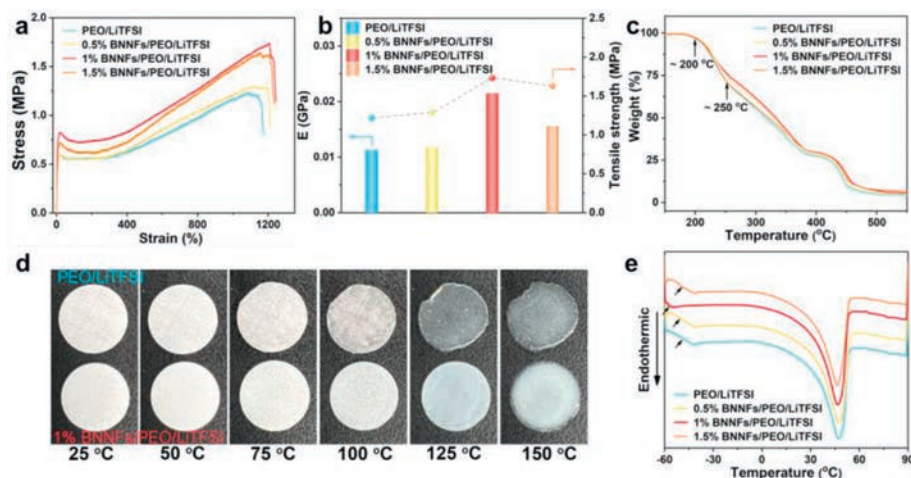 a
2.0
1.5
1.0
0.5
0.0
Stress (MPa)
0
400
800
1200
Strain (%)
PEO/LiTFSI
0.5% BNNFs/PEO/LiTFSI
1% BNNFs/PEO/LiTFSI
1.5% BNNFs/PEO/LiTFSI
b
0.03
0.02
0.01
0.00
E (GPa)
PEO/LiTFSI
0.5% BNNFs/PEO/LiTFSI
1% BNNFs/PEO/LiTFSI
1.5% BNNFs/PEO/LiTFSI
2.5
2.0
1.5
1.0
0.5
0.0
Tensile strength (MPa)
c
100
75
50
25
0
Weight (%)
PEO/LiTFSI
0.5% BNNFs/PEO/LiTFSI
1% BNNFs/PEO/LiTFSI
1.5% BNNFs/PEO/LiTFSI
~ 200 °C
~ 250 °C
200
300
400
500
Temperature (°C)
d
PEO/LiTFSI
1% BNNFs/PEO/LiTFSI
25 °C
50 °C
75 °C
100 °C
125 °C
150 °C
e
Endothermic
PEO/LiTFSI
0.5% BNNFs/PEO/LiTFSI
1% BNNFs/PEO/LiTFSI
1.5% BNNFs/PEO/LiTFSI
-60
-30
0
30
60
90
Temperature (°C)